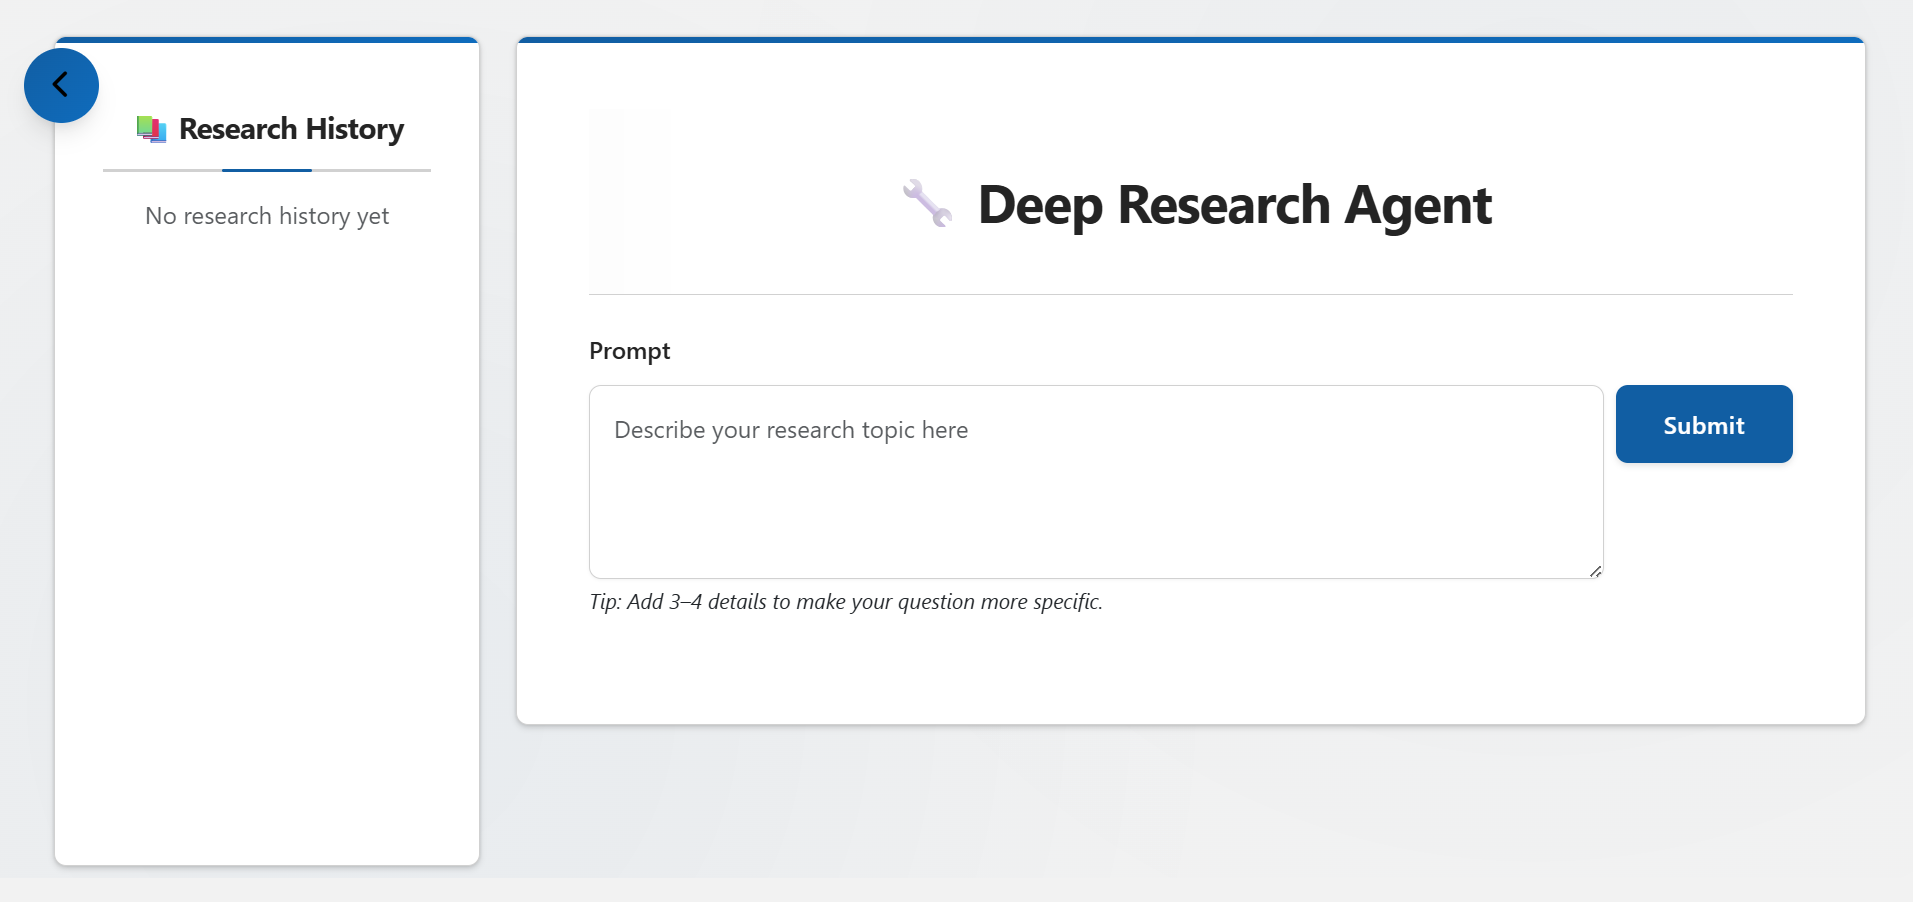 Research History
No research history yet
Deep Research Agent
Prompt
Describe your research topic here
Submit
Tip: Add 3–4 details to make your question more specific.